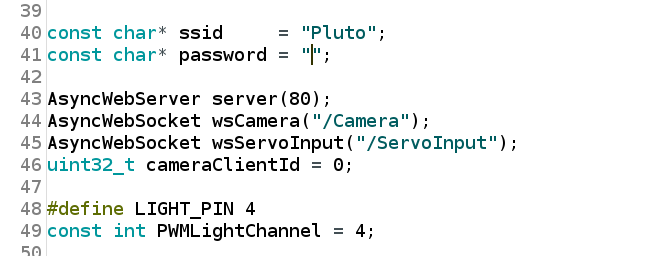 39
40 const char* ssid     = "Pluto";
41 const char* password = "";
42
43 AsyncWebServer server(80);
44 AsyncWebSocket wsCamera("/Camera");
45 AsyncWebSocket wsServoInput("/ServoInput");
46 uint32_t cameraClientId = 0;
47
48 #define LIGHT_PIN 4
49 const int PWMLightChannel = 4;
50